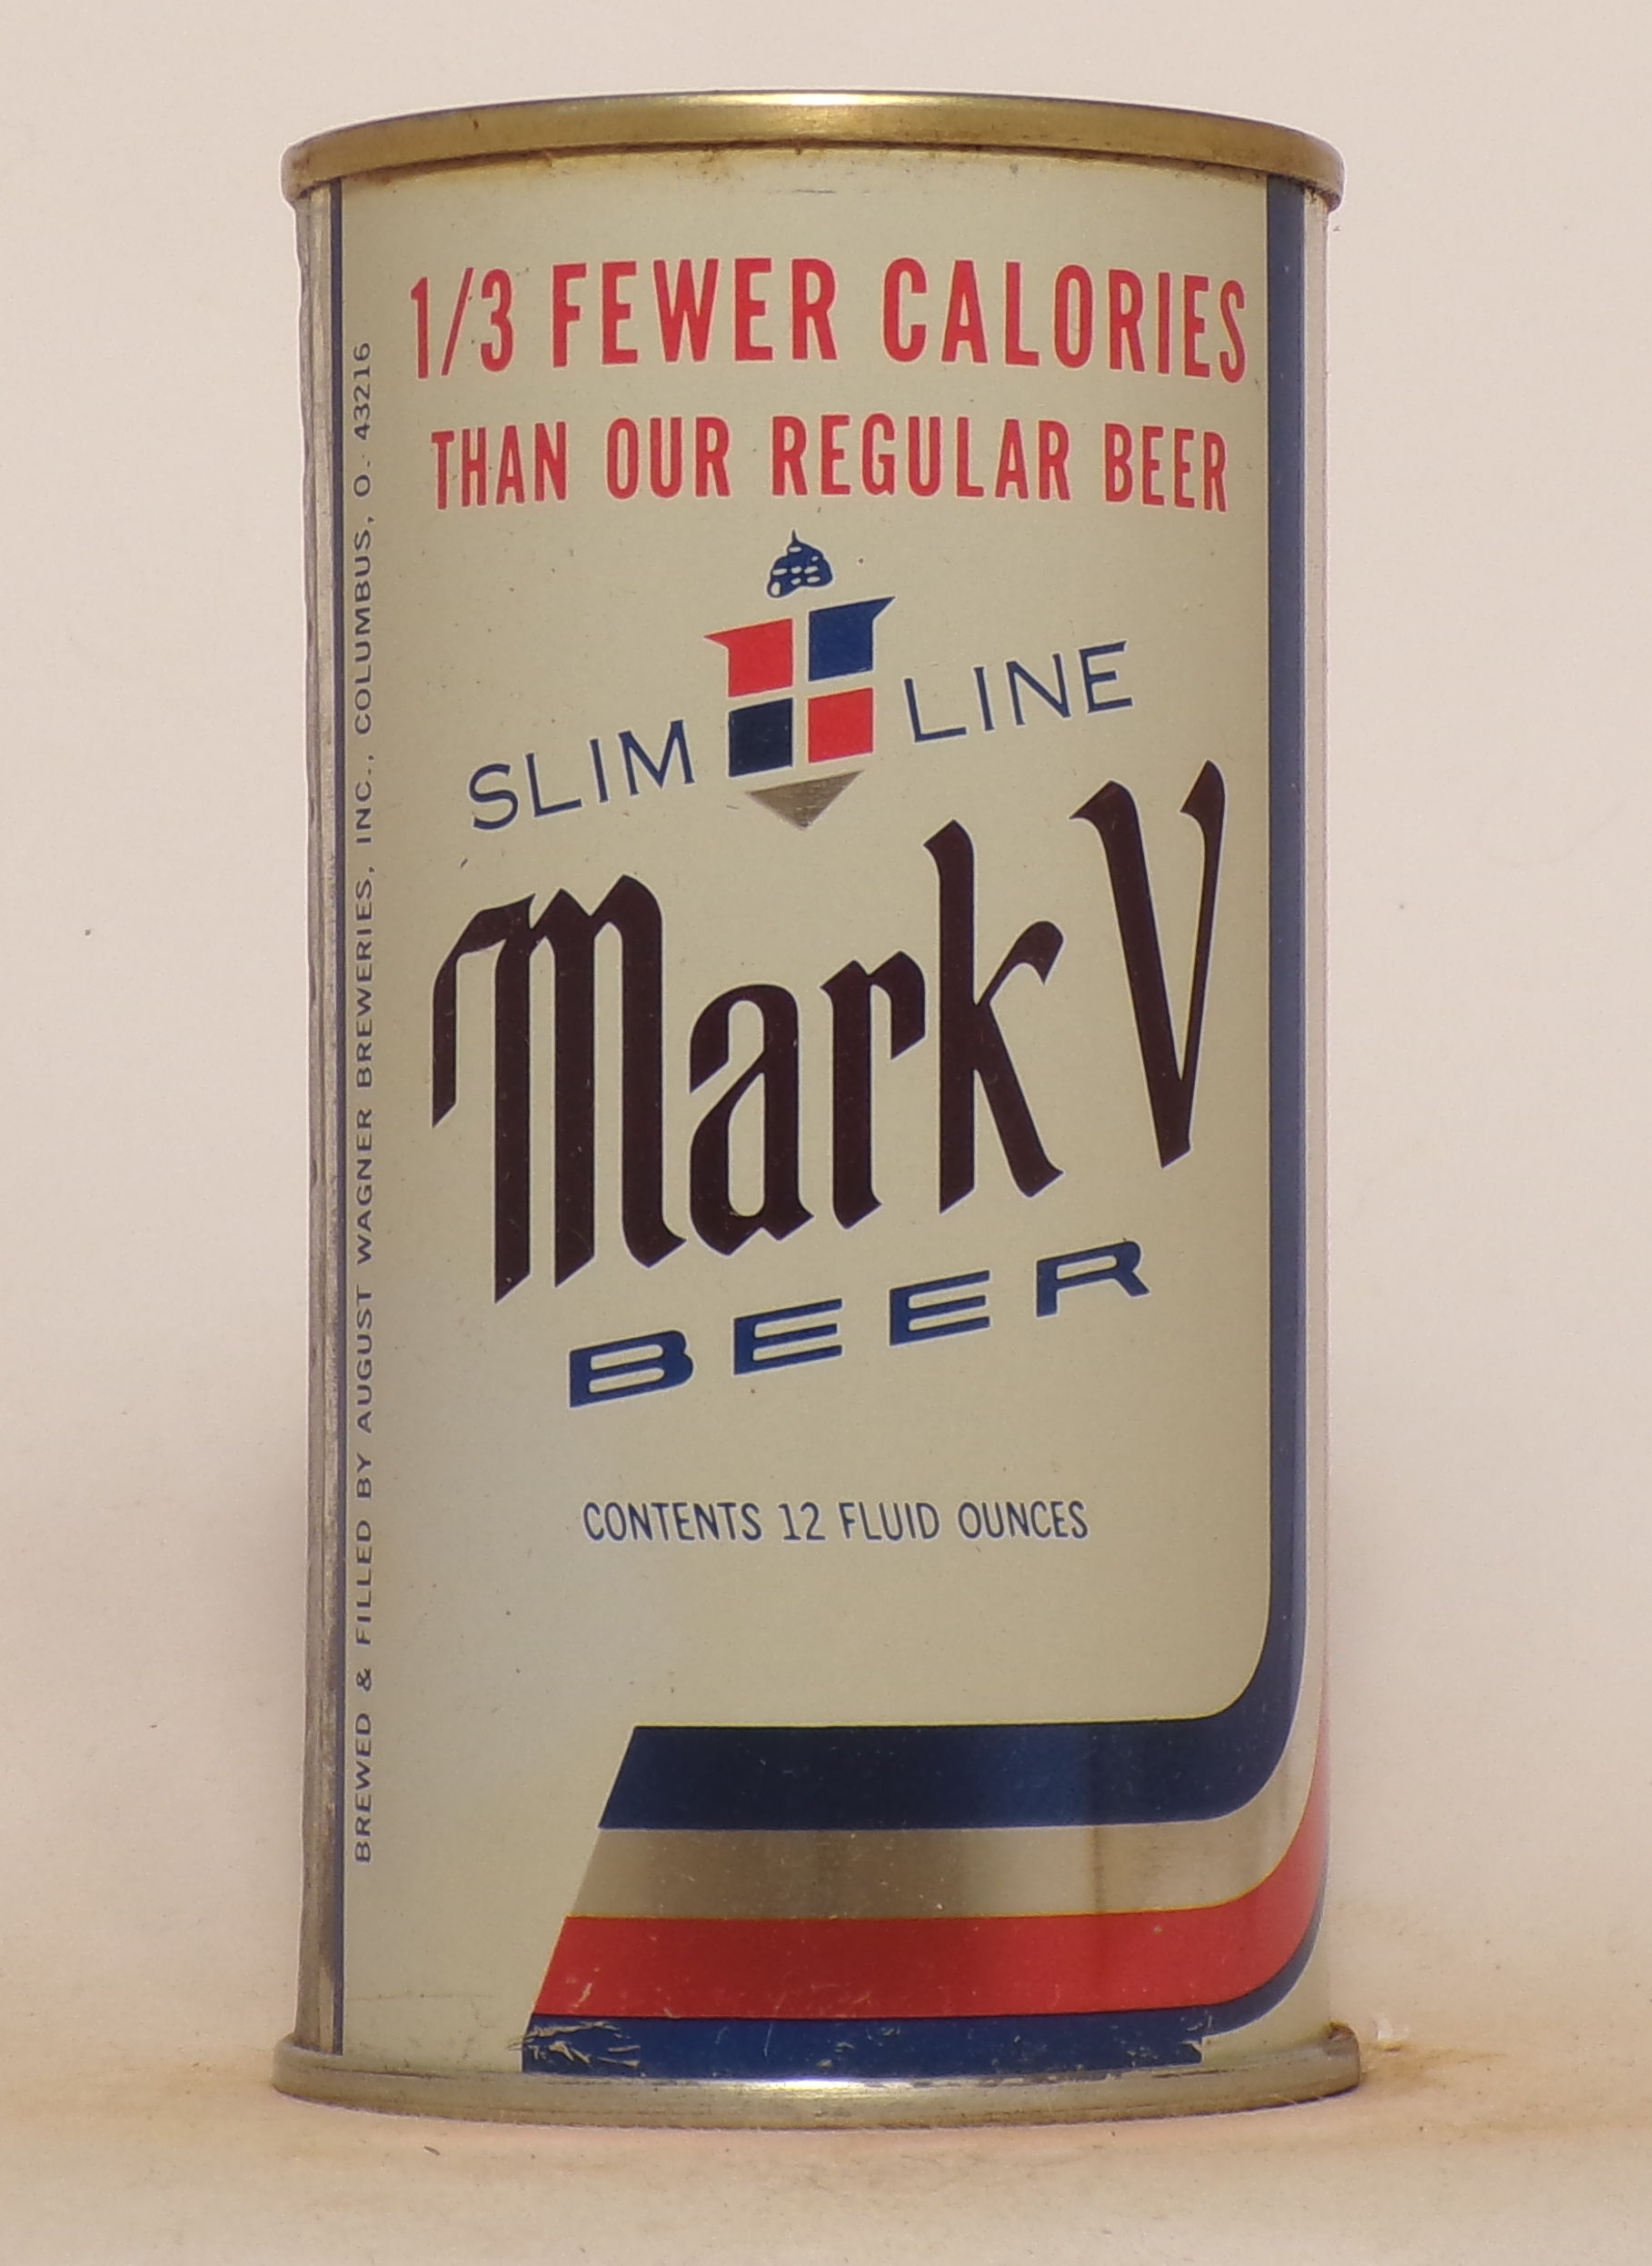 1/3 FEWER CALORIES
THAN OUR REGULAR BEER
SLIM LINE
Mark V
BEER
CONTENTS 12 FLUID OUNCES
BREWED & FILLED BY AUGUST WAGNER BREWERIES, INC., COLUMBUS, O. 43216